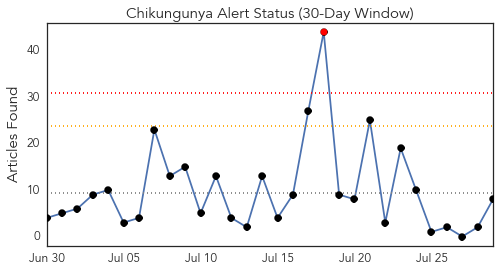 Chikungunya Alert Status (30-Day Window)
Articles Found
40
30
20
10
0
Jun 30
Jul 05
Jul 10
Jul 15
Jul 20
Jul 25